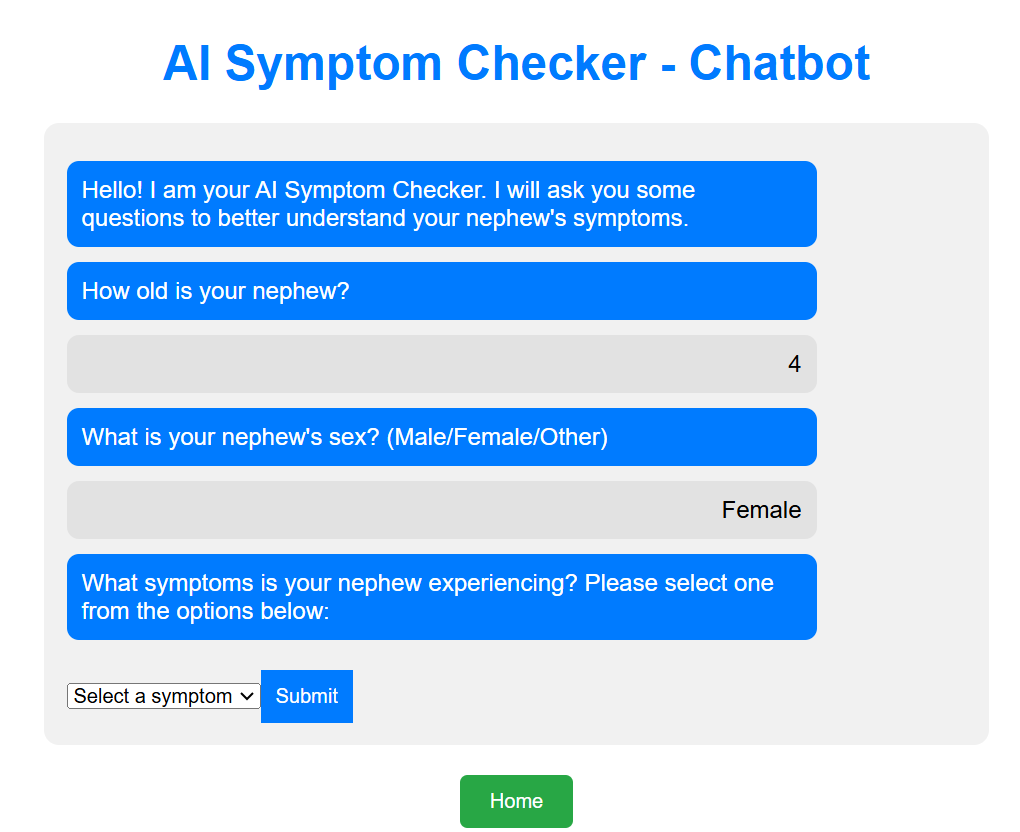 AI Symptom Checker - Chatbot
Hello! I am your AI Symptom Checker. I will ask you some
questions to better understand your nephew's symptoms.
How old is your nephew?
4
What is your nephew's sex? (Male/Female/Other)
Female
What symptoms is your nephew experiencing? Please select one
from the options below:
Select a symptom
Submit
Home